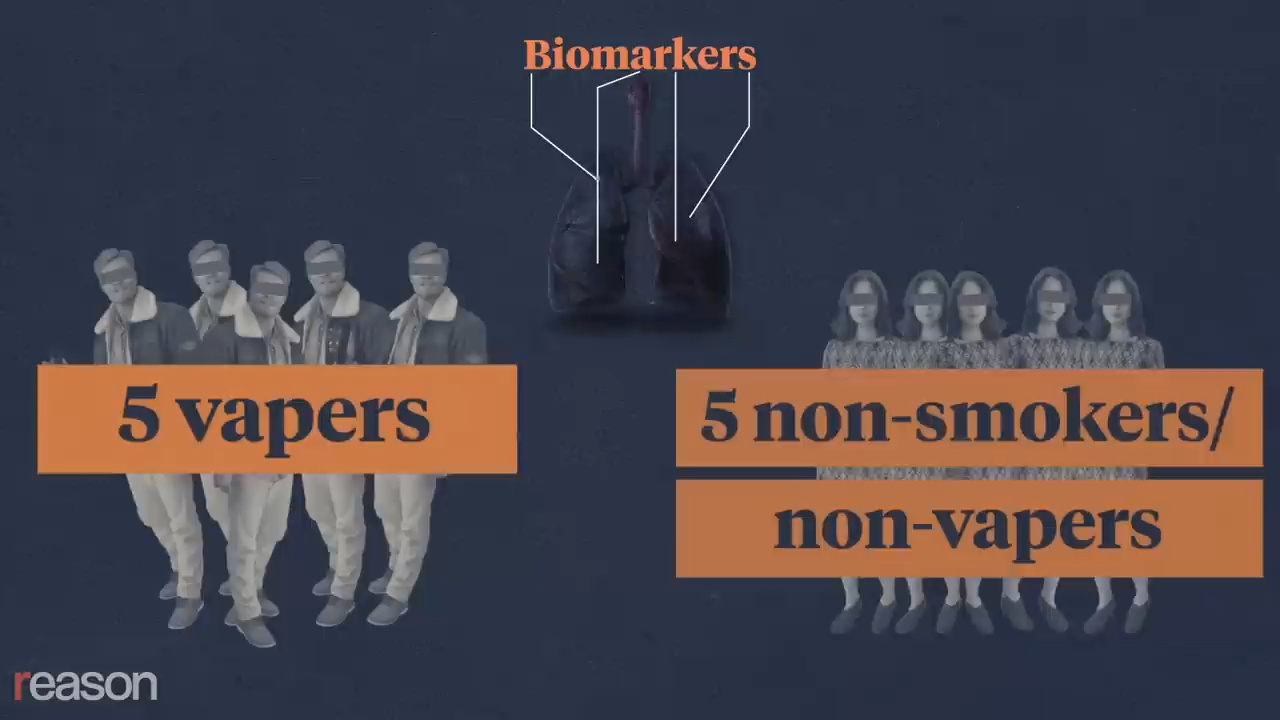 Biomarkers
5 vapers
5 non-smokers/
non-vapers
reason